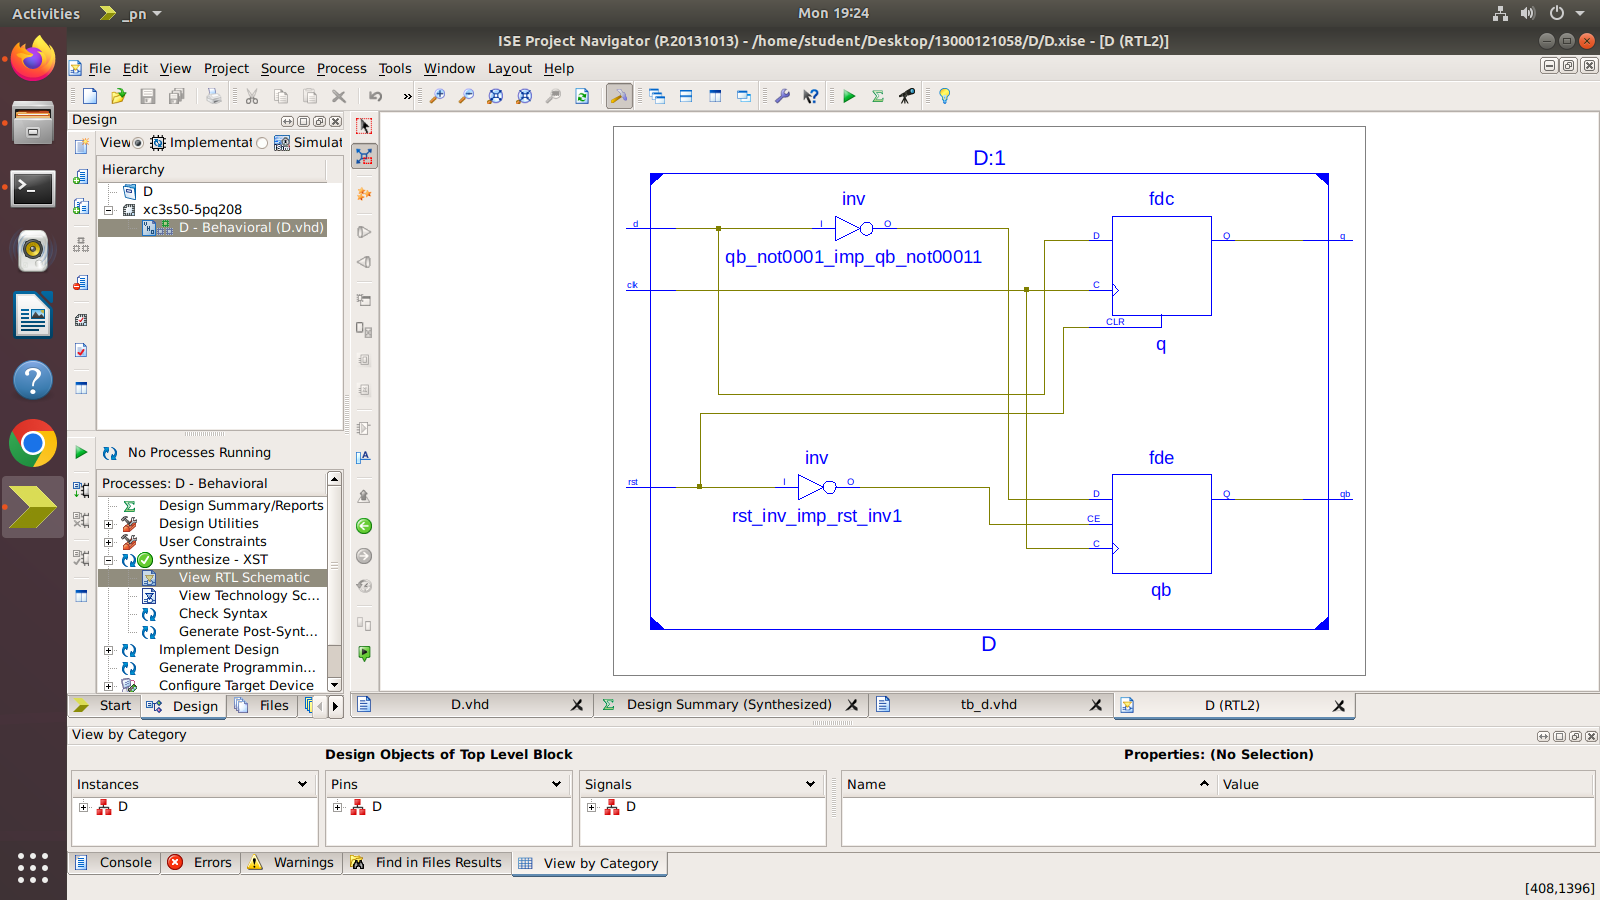 Activities
_pn
Mon 19:24
ISE Project Navigator (P.20131013) - /home/student/Desktop/13000121058/D/D.xise - [D (RTL2)]
File Edit View Project Source Process Tools Window Layout Help
»
Design
View Implementat Simulat
Hierarchy
D
xc3s50-5pq208
D - Behavioral (D.vhd)
No Processes Running
Processes: D - Behavioral
Design Summary/Reports
Design Utilities
User Constraints
Synthesize - XST
View RTL Schematic
View Technology Sc...
Check Syntax
Generate Post-Synt...
Implement Design
Generate Programmin...
Configure Target Device
Start Design Files
D:1
inv
fdc
d
I
O
D
Q
q
qb_not0001_imp_qb_not00011
clk
C
CLR
q
inv
fde
rst
I
O
D
Q
qb
rst_inv_imp_rst_inv1
CE
C
qb
D
D.vhd
Design Summary (Synthesized)
tb_d.vhd
D (RTL2)
View by Category
Design Objects of Top Level Block
Properties: (No Selection)
Instances
Pins
Signals
Name
Value
D
D
D
Console
Errors
Warnings
Find in Files Results
View by Category
[408,1396]